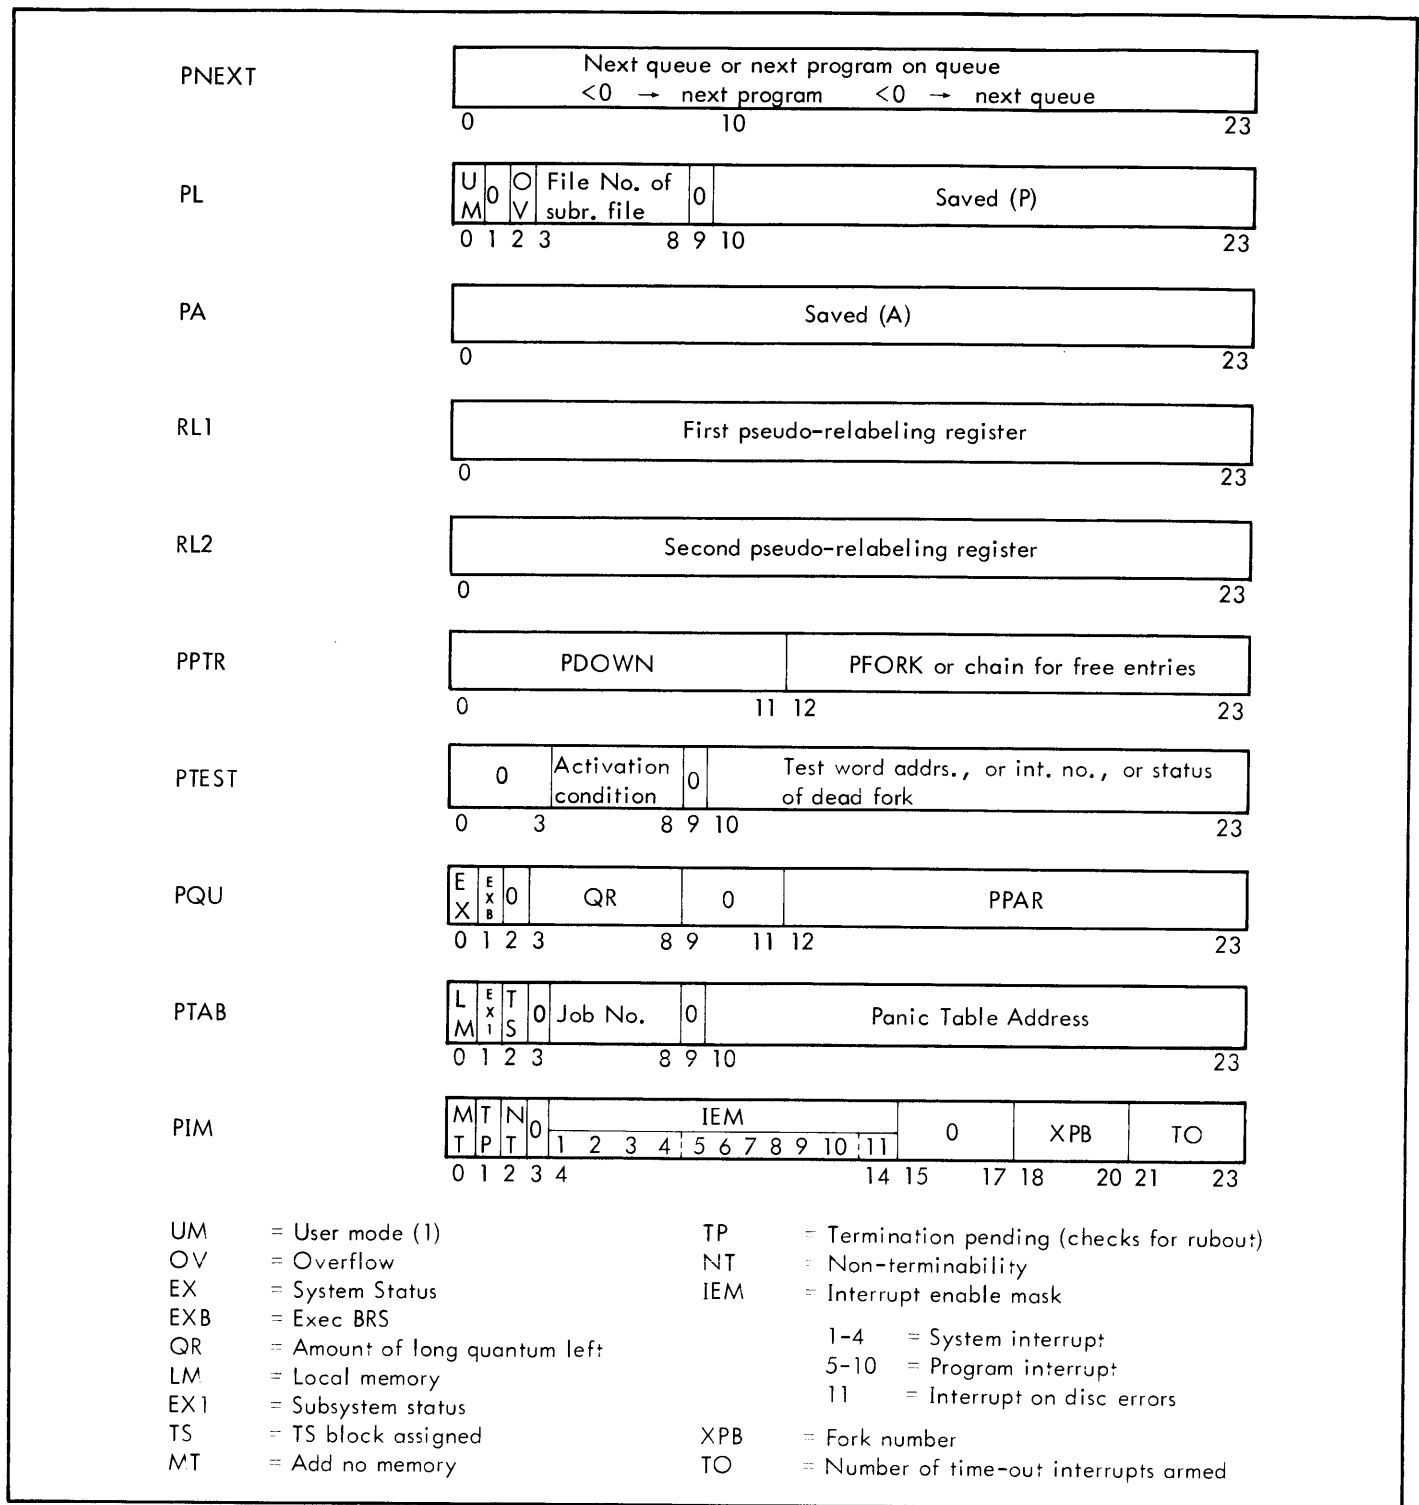 PNEXT
Next queue or next program on queue
<0 → next program <0 → next queue
0 10 23
PL
UM 0 OV File No. of subr. file 0 Saved (P)
0 1 2 3 8 9 10 23
PA
Saved (A)
0 23
RL1
First pseudo-relabeling register
0 23
RL2
Second pseudo-relabeling register
0 23
PPTR
PDOWN PFORK or chain for free entries
0 11 12 23
PTEST
0 Activation condition 0 Test word addrs., or int. no., or status of dead fork
0 3 8 9 10 23
PQU
EX EXB 0 QR 0 PPAR
0 1 2 3 8 9 11 12 23
PTAB
LM EX1 TS 0 Job No. 0 Panic Table Address
0 1 2 3 8 9 10 23
PIM
MT TP NT 0 IEM 0 XPB TO
1 2 3 4 5 6 7 8 9 10 11
0 1 2 3 4 14 15 17 18 20 21 23
UM = User mode (1)
OV = Overflow
EX = System Status
EXB = Exec BRS
QR = Amount of long quantum left
LM = Local memory
EX1 = Subsystem status
TS = TS block assigned
MT = Add no memory
TP = Termination pending (checks for rubout)
NT = Non-terminability
IEM = Interrupt enable mask
1-4 = System interrupt
5-10 = Program interrupt
11 = Interrupt on disc errors
XPB = Fork number
TO = Number of time-out interrupts armed